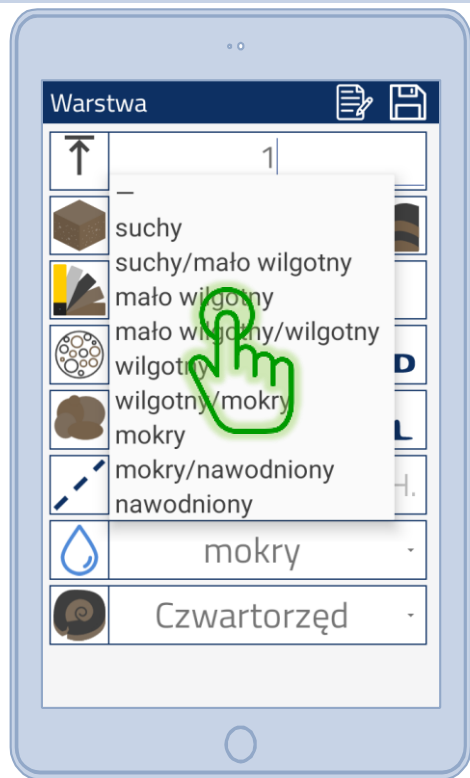 Warstwa
1
–
suchy
suchy/mało wilgotny
mało wilgotny
mało wilgotny/wilgotny
wilgotny
wilgotny/mokry
mokry
mokry/nawodniony
nawodniony
D
L
H.
mokry
Czwartorzęd